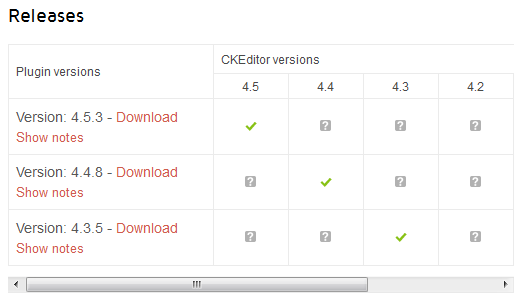 Releases
Plugin versions
CKEditor versions
4.5 4.4 4.3 4.2
Version: 4.5.3 - Download
Show notes
? ? ?
Version: 4.4.8 - Download
Show notes
? ? ?
Version: 4.3.5 - Download
Show notes
? ? ?